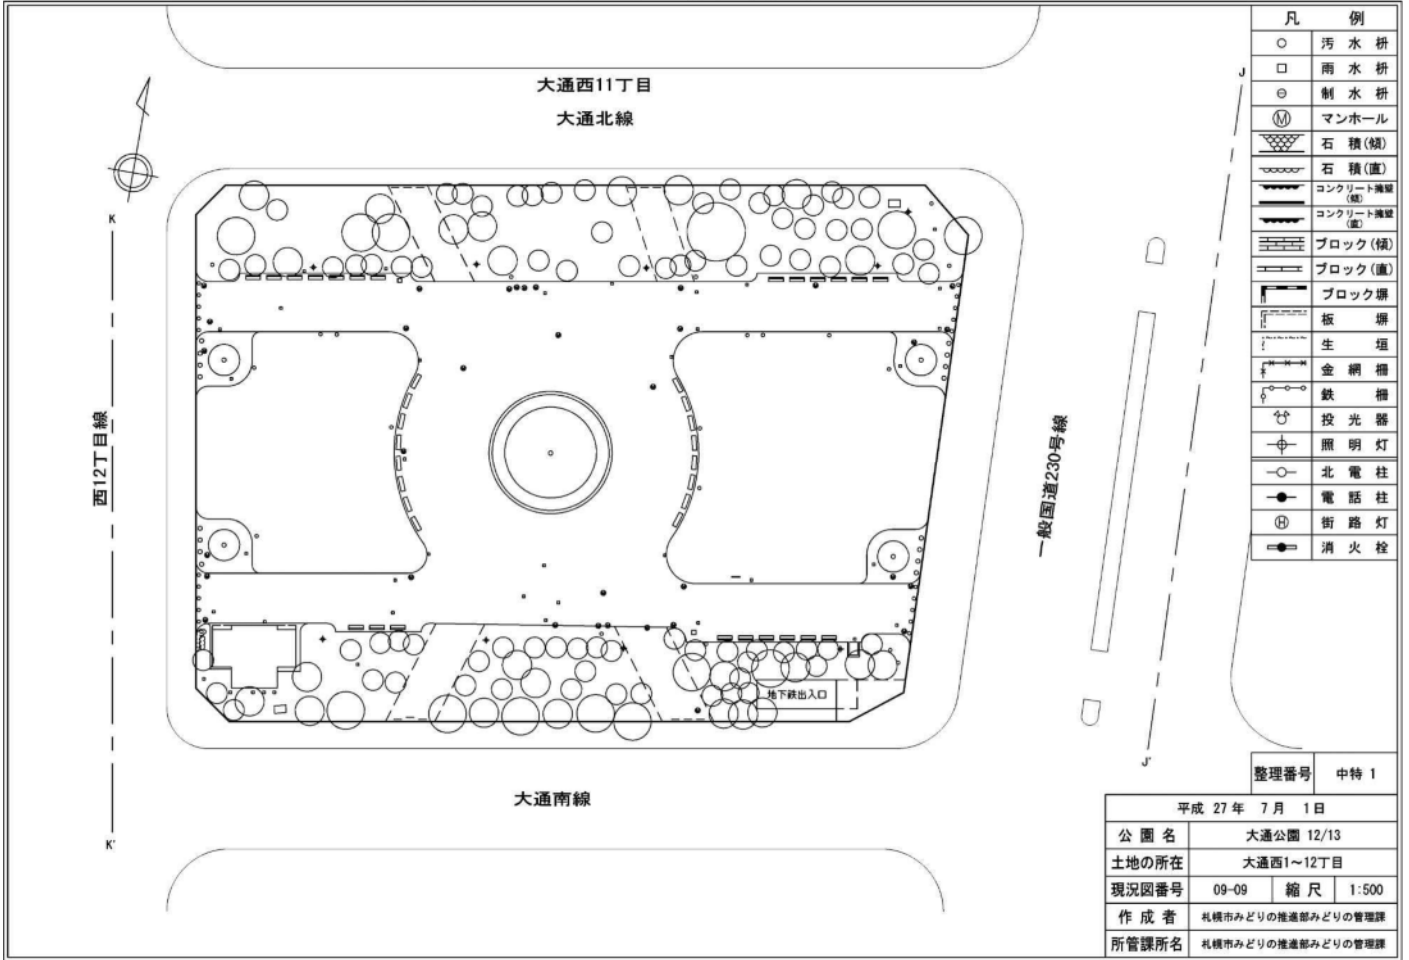 大通西11丁目
大通北線
J
K
西12丁目線
一般国道230号線
地下鉄出入口
大通南線
K'
J'
凡 例
汚水桝
雨水桝
制水桝
Ⓜ マンホール
石積(傾)
石積(直)
コンクリート擁壁(傾)
コンクリート擁壁(直)
ブロック(傾)
ブロック(直)
ブロック塀
板塀
生垣
金網柵
鉄柵
投光器
照明灯
北電柱
電話柱
Ⓗ 街路灯
消火栓
整理番号 中特 1
平成 27年 7月 1日
公園名 大通公園 12/13
土地の所在 大通西1~12丁目
現況図番号 09-09 縮尺 1:500
作成者 札幌市みどりの推進部みどりの管理課
所管課所名 札幌市みどりの推進部みどりの管理課